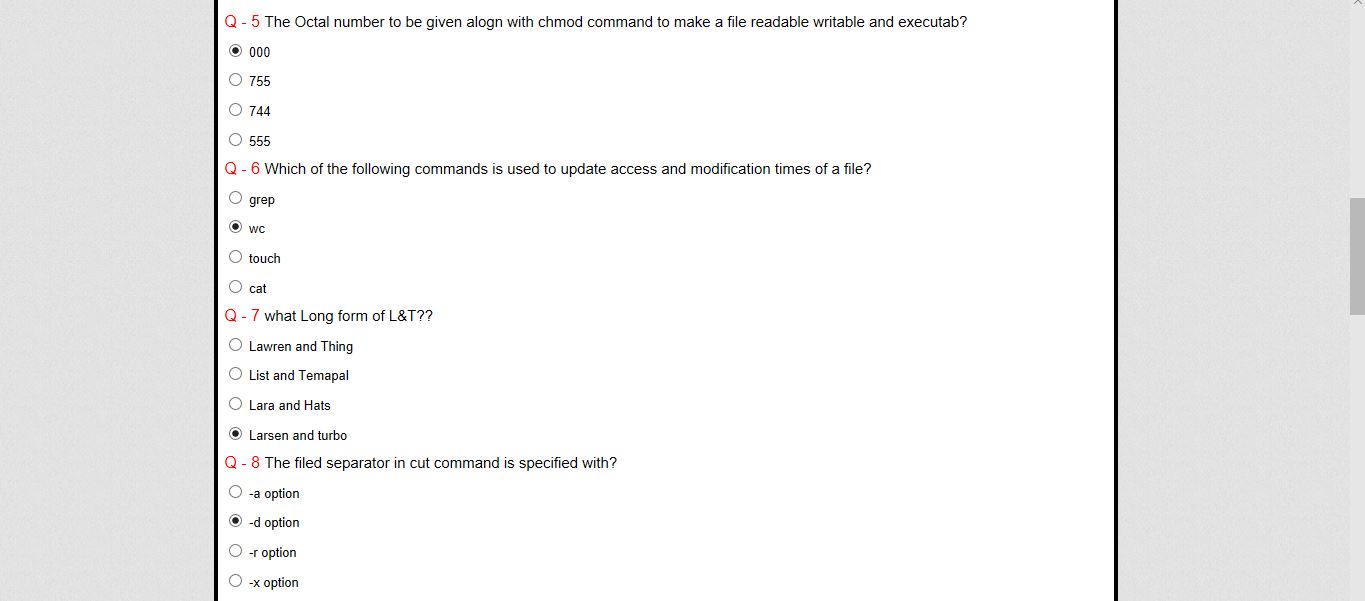 Q - 5 The Octal number to be given alogn with chmod command to make a file readable writable and executab?
000
755
744
555
Q - 6 Which of the following commands is used to update access and modification times of a file?
grep
wc
touch
cat
Q - 7 what Long form of L&T??
Lawren and Thing
List and Temapal
Lara and Hats
Larsen and turbo
Q - 8 The filed separator in cut command is specified with?
-a option
-d option
-r option
-x option